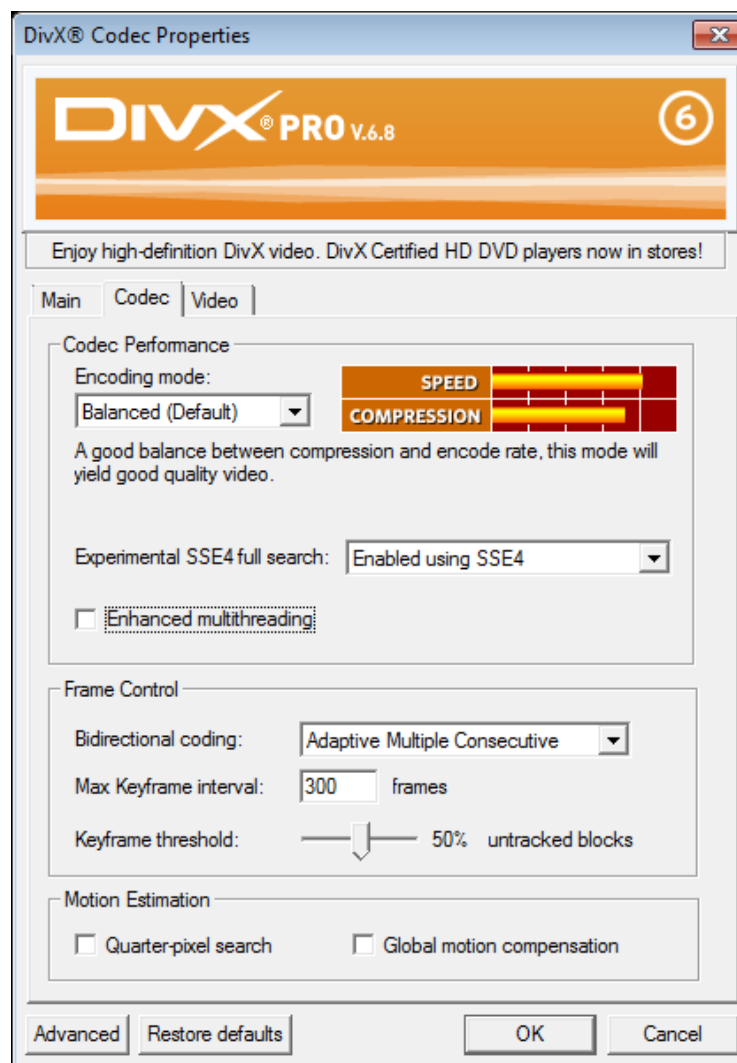 DivX® Codec Properties
DIVX® PRO V.6.8
6
Enjoy high-definition DivX video. DivX Certified HD DVD players now in stores!
Main Codec Video
Codec Performance
Encoding mode:
Balanced (Default)
SPEED
COMPRESSION
A good balance between compression and encode rate, this mode will
yield good quality video.
Experimental SSE4 full search: Enabled using SSE4
Enhanced multithreading
Frame Control
Bidirectional coding: Adaptive Multiple Consecutive
Max Keyframe interval: 300 frames
Keyframe threshold: 50% untracked blocks
Motion Estimation
Quarter-pixel search Global motion compensation
Advanced Restore defaults OK Cancel